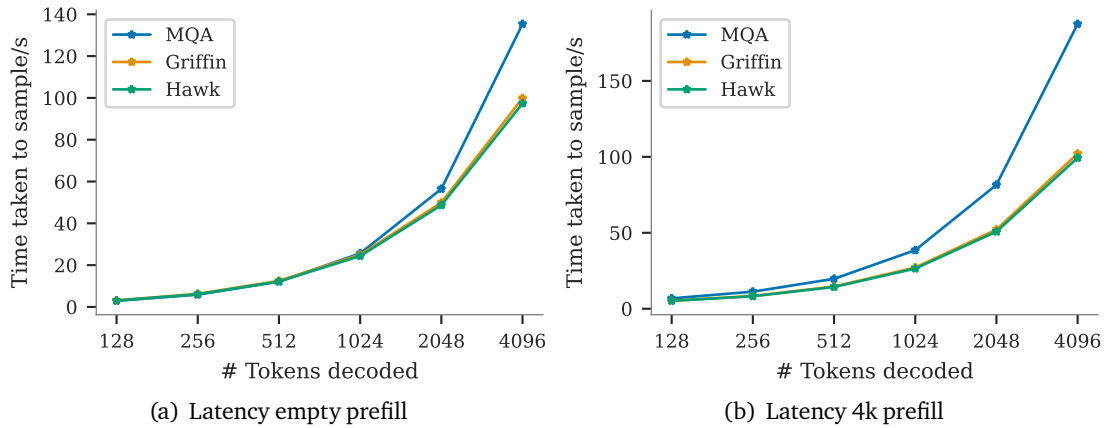 140
120
100
80
60
40
20
0
Time taken to sample/s
MQA
Griffin
Hawk
128 256 512 1024 2048 4096
# Tokens decoded
(a) Latency empty prefill
150
100
50
0
Time taken to sample/s
MQA
Griffin
Hawk
128 256 512 1024 2048 4096
# Tokens decoded
(b) Latency 4k prefill